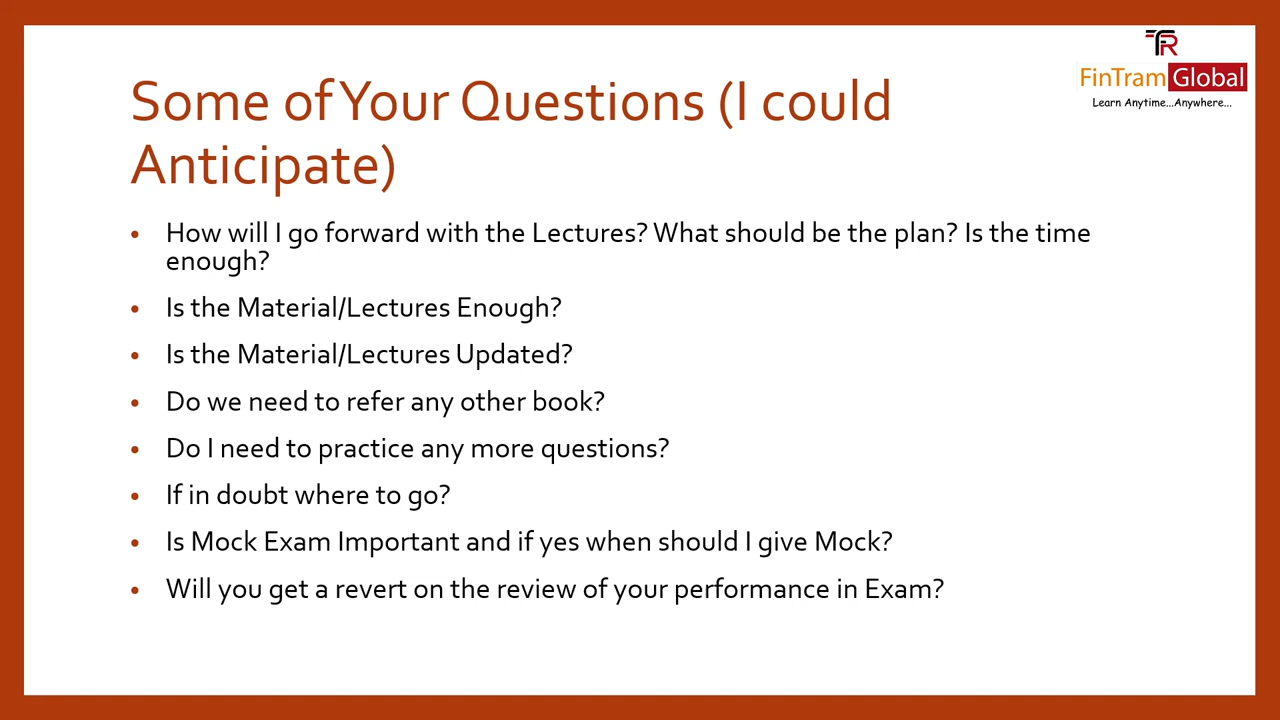 FinTram Global
Learn Anytime...Anywhere...
Some of Your Questions (I could
Anticipate)
• How will I go forward with the Lectures? What should be the plan? Is the time
enough?
• Is the Material/Lectures Enough?
• Is the Material/Lectures Updated?
• Do we need to refer any other book?
• Do I need to practice any more questions?
• If in doubt where to go?
• Is Mock Exam Important and if yes when should I give Mock?
• Will you get a revert on the review of your performance in Exam?